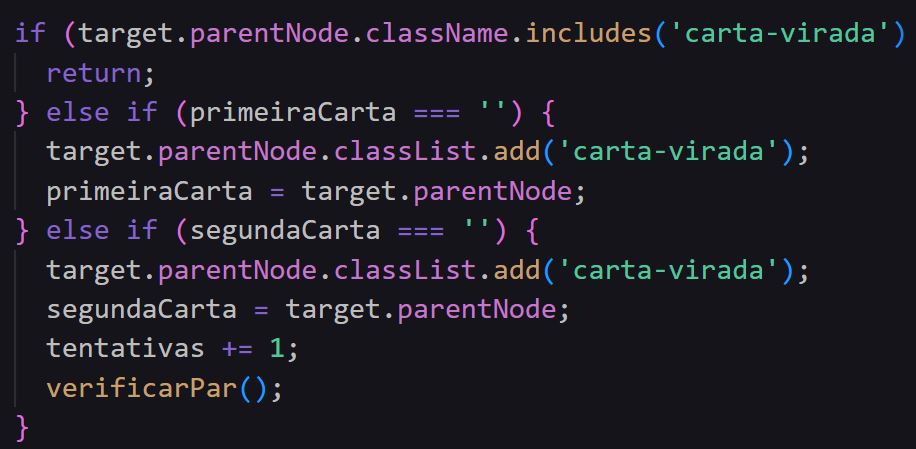 if (target.parentNode.className.includes('carta-virada')
return;
} else if (primeiraCarta === '') {
target.parentNode.classList.add('carta-virada');
primeiraCarta = target.parentNode;
} else if (segundaCarta === '') {
target.parentNode.classList.add('carta-virada');
segundaCarta = target.parentNode;
tentativas += 1;
verificarPar();
}